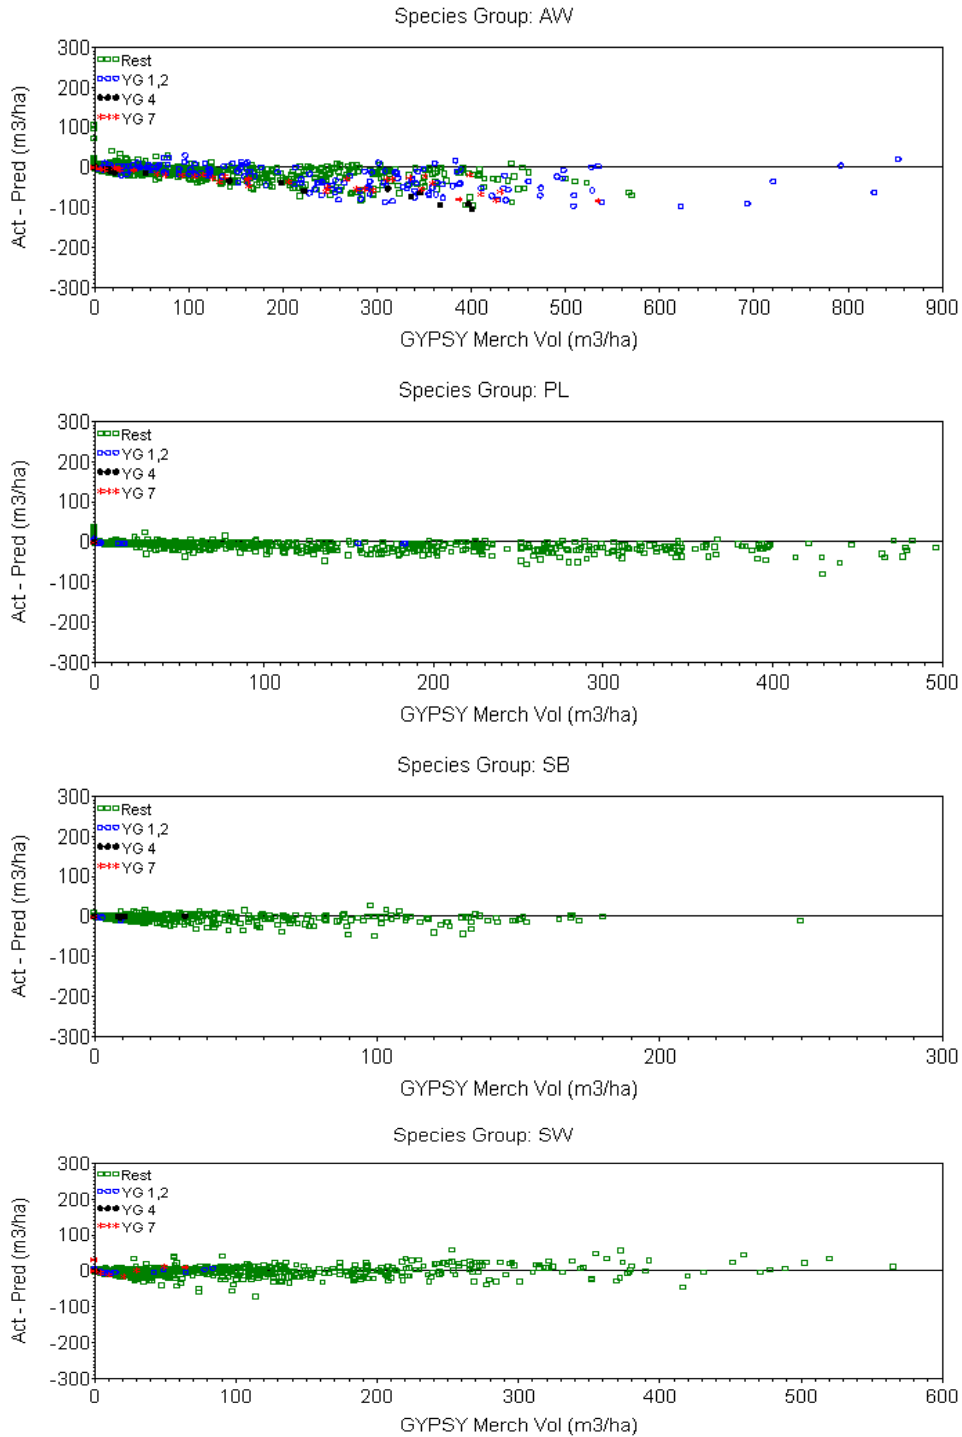 Species Group: AW
300
200
100
0
-100
-200
-300
Act - Pred (m3/ha)
Rest
YG 1,2
YG 4
YG 7
0 100 200 300 400 500 600 700 800 900
GYPSY Merch Vol (m3/ha)
Species Group: PL
300
200
100
0
-100
-200
-300
Act - Pred (m3/ha)
Rest
YG 1,2
YG 4
YG 7
0 100 200 300 400 500
GYPSY Merch Vol (m3/ha)
Species Group: SB
300
200
100
0
-100
-200
-300
Act - Pred (m3/ha)
Rest
YG 1,2
YG 4
YG 7
0 100 200 300
GYPSY Merch Vol (m3/ha)
Species Group: SW
300
200
100
0
-100
-200
-300
Act - Pred (m3/ha)
Rest
YG 1,2
YG 4
YG 7
0 100 200 300 400 500 600
GYPSY Merch Vol (m3/ha)